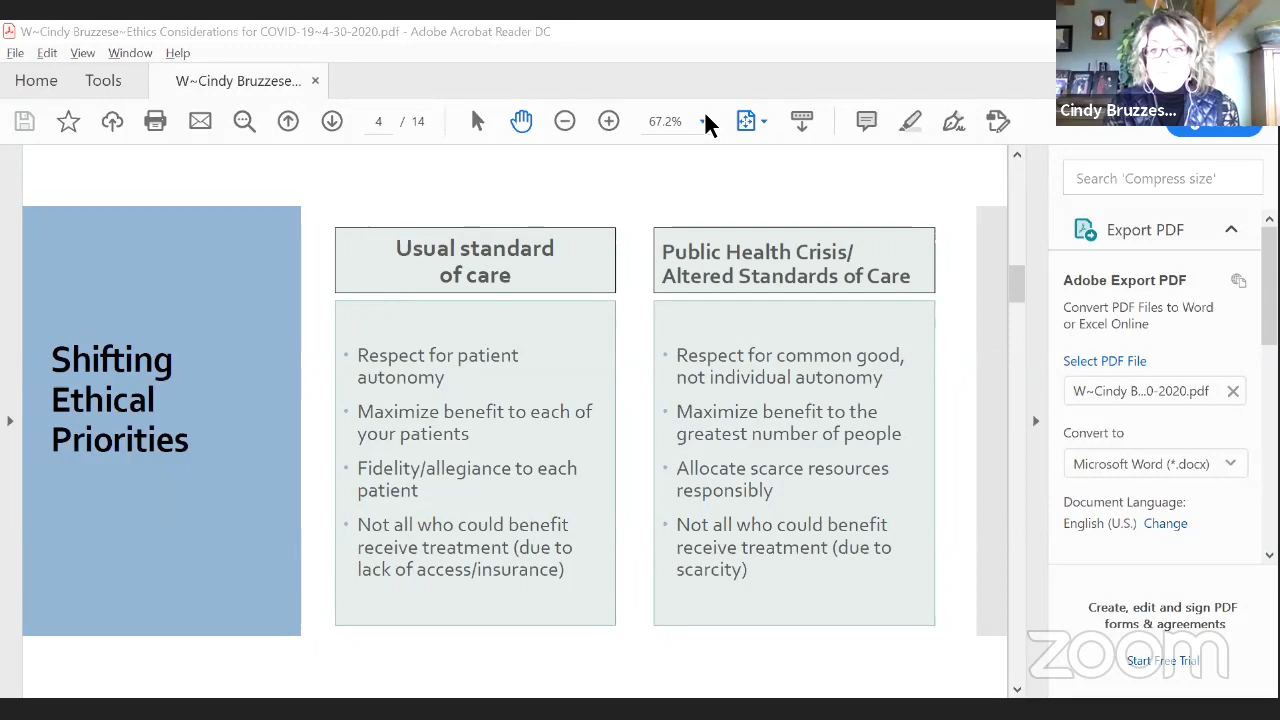 W~Cindy Bruzzese~Ethics Considerations for COVID-19~4-30-2020.pdf - Adobe Acrobat Reader DC
File Edit View Window Help
Home Tools W~Cindy Bruzzese... ×
4 / 14 67.2%
Cindy Bruzzes...
Search 'Compress size'
Export PDF
Adobe Export PDF
Convert PDF Files to Word
or Excel Online
Select PDF File
W~Cindy B...0-2020.pdf
Convert to
Microsoft Word (*.docx)
Document Language:
English (U.S.) Change
Create, edit and sign PDF
forms & agreements
Start Free Trial
zoom
Shifting
Ethical
Priorities
Usual standard
of care
• Respect for patient
autonomy
• Maximize benefit to each of
your patients
• Fidelity/allegiance to each
patient
• Not all who could benefit
receive treatment (due to
lack of access/insurance)
Public Health Crisis/
Altered Standards of Care
• Respect for common good,
not individual autonomy
• Maximize benefit to the
greatest number of people
• Allocate scarce resources
responsibly
• Not all who could benefit
receive treatment (due to
scarcity)